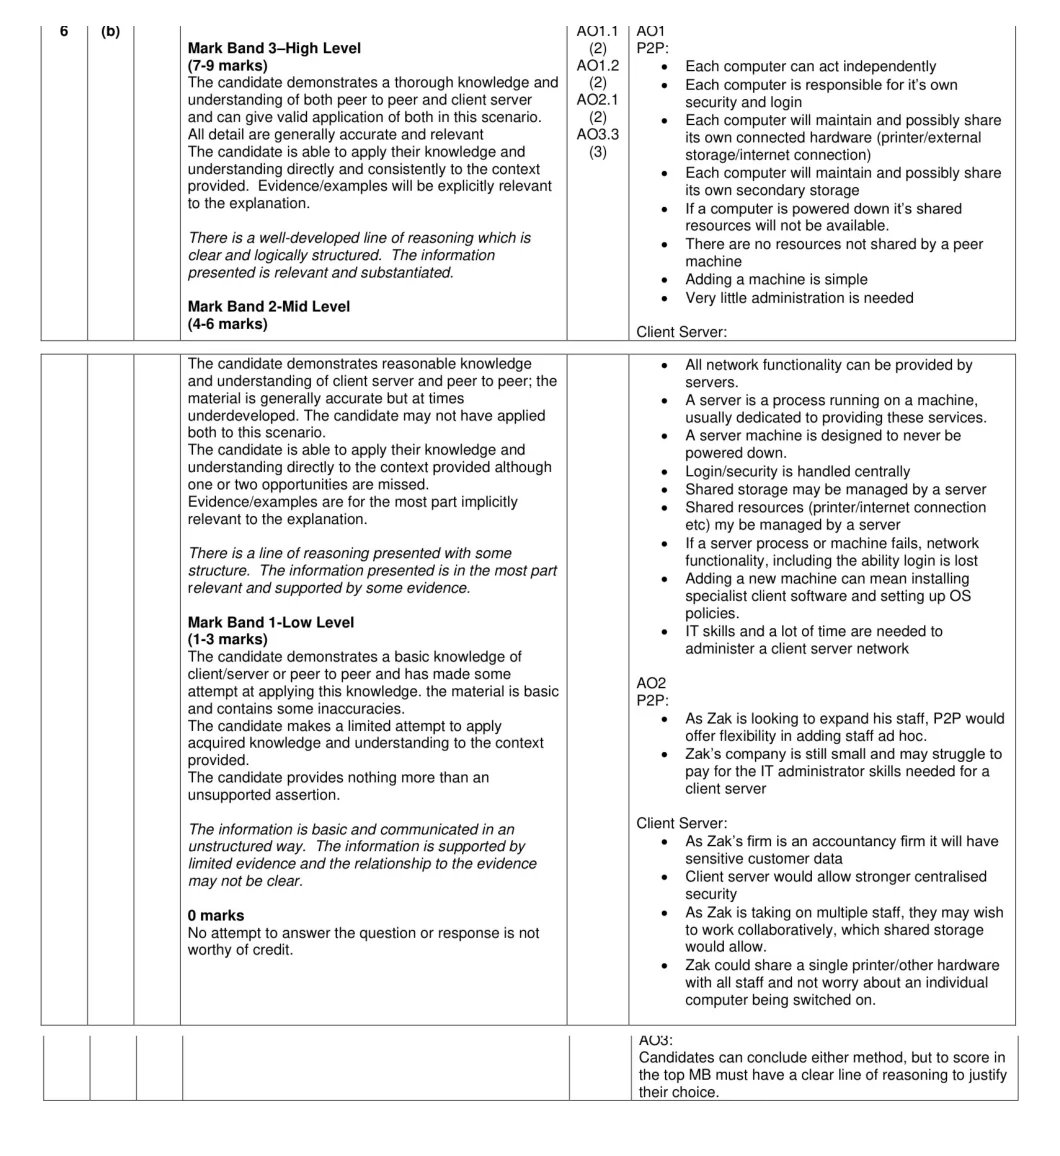 6 (b) AO1.1 AO1
Mark Band 3–High Level
(7-9 marks)
The candidate demonstrates a thorough knowledge and
understanding of both peer to peer and client server
and can give valid application of both in this scenario.
All detail are generally accurate and relevant
The candidate is able to apply their knowledge and
understanding directly and consistently to the context
provided.  Evidence/examples will be explicitly relevant
to the explanation.
There is a well-developed line of reasoning which is
clear and logically structured.  The information
presented is relevant and substantiated.
Mark Band 2-Mid Level
(4-6 marks)
(2)
AO1.2
(2)
AO2.1
(2)
AO3.3
(3)
P2P:
• Each computer can act independently
• Each computer is responsible for it's own
security and login
• Each computer will maintain and possibly share
its own connected hardware (printer/external
storage/internet connection)
• Each computer will maintain and possibly share
its own secondary storage
• If a computer is powered down it's shared
resources will not be available.
• There are no resources not shared by a peer
machine
• Adding a machine is simple
• Very little administration is needed
Client Server:
The candidate demonstrates reasonable knowledge
and understanding of client server and peer to peer; the
material is generally accurate but at times
underdeveloped. The candidate may not have applied
both to this scenario.
The candidate is able to apply their knowledge and
understanding directly to the context provided although
one or two opportunities are missed.
Evidence/examples are for the most part implicitly
relevant to the explanation.
There is a line of reasoning presented with some
structure.  The information presented is in the most part
relevant and supported by some evidence.
Mark Band 1-Low Level
(1-3 marks)
The candidate demonstrates a basic knowledge of
client/server or peer to peer and has made some
attempt at applying this knowledge. the material is basic
and contains some inaccuracies.
The candidate makes a limited attempt to apply
acquired knowledge and understanding to the context
provided.
The candidate provides nothing more than an
unsupported assertion.
The information is basic and communicated in an
unstructured way.  The information is supported by
limited evidence and the relationship to the evidence
may not be clear.
0 marks
No attempt to answer the question or response is not
worthy of credit.
• All network functionality can be provided by
servers.
• A server is a process running on a machine,
usually dedicated to providing these services.
• A server machine is designed to never be
powered down.
• Login/security is handled centrally
• Shared storage may be managed by a server
• Shared resources (printer/internet connection
etc) my be managed by a server
• If a server process or machine fails, network
functionality, including the ability login is lost
• Adding a new machine can mean installing
specialist client software and setting up OS
policies.
• IT skills and a lot of time are needed to
administer a client server network
AO2
P2P:
• As Zak is looking to expand his staff, P2P would
offer flexibility in adding staff ad hoc.
• Zak's company is still small and may struggle to
pay for the IT administrator skills needed for a
client server
Client Server:
• As Zak's firm is an accountancy firm it will have
sensitive customer data
• Client server would allow stronger centralised
security
• As Zak is taking on multiple staff, they may wish
to work collaboratively, which shared storage
would allow.
• Zak could share a single printer/other hardware
with all staff and not worry about an individual
computer being switched on.
AO3:
Candidates can conclude either method, but to score in
the top MB must have a clear line of reasoning to justify
their choice.